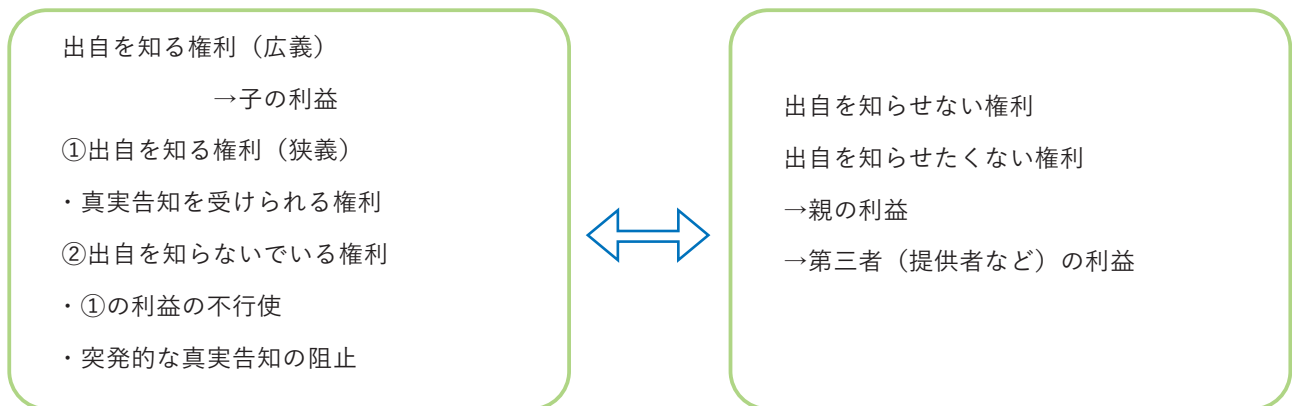 出自を知る権利（広義）
→子の利益
①出自を知る権利（狭義）
・真実告知を受けられる権利
②出自を知らないでいる権利
・①の利益の不行使
・突発的な真実告知の阻止
出自を知らせない権利
出自を知らせたくない権利
→親の利益
→第三者（提供者など）の利益